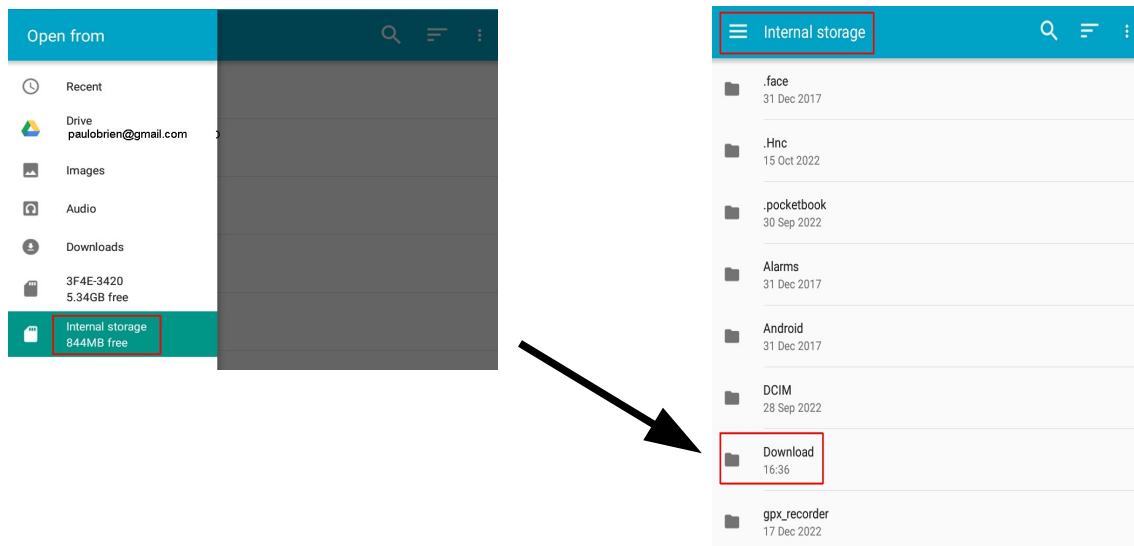 Open from
Recent
Drive
paulobrien@gmail.com
Images
Audio
Downloads
3F4E-3420
5.34GB free
Internal storage
844MB free
Internal storage
.face
31 Dec 2017
.Hnc
15 Oct 2022
.pocketbook
30 Sep 2022
Alarms
31 Dec 2017
Android
31 Dec 2017
DCIM
28 Sep 2022
Download
16:36
gpx_recorder
17 Dec 2022